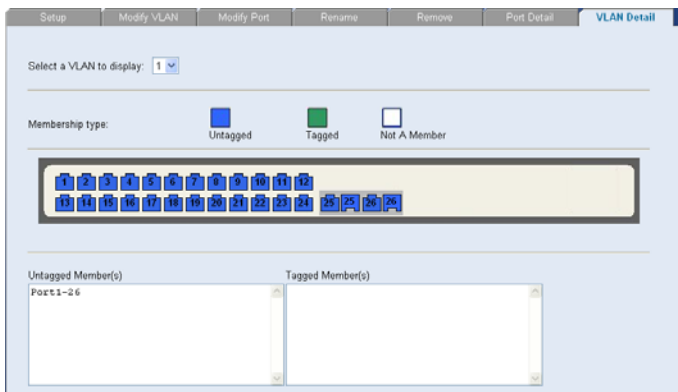 Setup Modify VLAN Modify Port Rename Remove Port Detail VLAN Detail
Select a VLAN to display: 1
Membership type:
Untagged Tagged Not A Member
1 2 3 4 5 6 7 8 9 10 11 12
13 14 15 16 17 18 19 20 21 22 23 24 25 25 26 26
Untagged Member(s) Tagged Member(s)
Port1-26